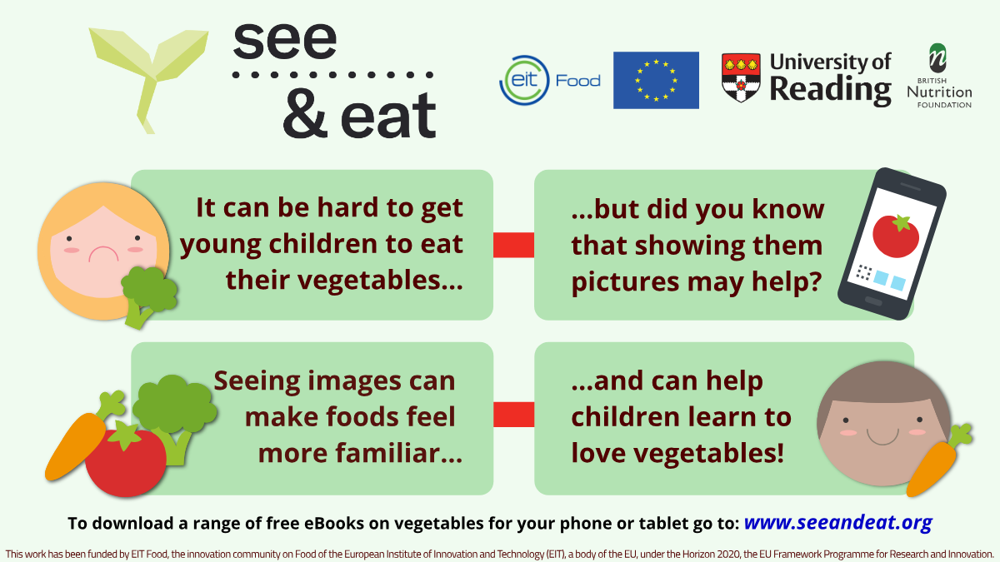 see
& eat
eit Food
University of
Reading
n
BRITISH
Nutrition
FOUNDATION
It can be hard to get
young children to eat
their vegetables...
...but did you know
that showing them
pictures may help?
Seeing images can
make foods feel
more familiar...
...and can help
children learn to
love vegetables!
To download a range of free eBooks on vegetables for your phone or tablet go to: www.seeandeat.org
This work has been funded by EIT Food, the innovation community on Food of the European Institute of Innovation and Technology (EIT), a body of the EU, under the Horizon 2020, the EU Framework Programme for Research and Innovation.